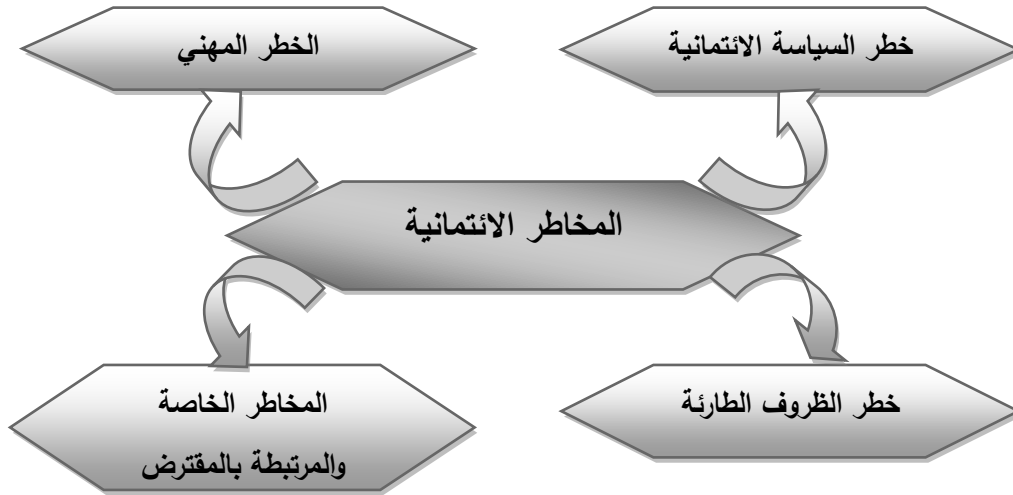 خطر السياسة الائتمانية
الخطر المهني
المخاطر الائتمانية
خطر الظروف الطارئة
المخاطر الخاصة
والمرتبطة بالمقترض